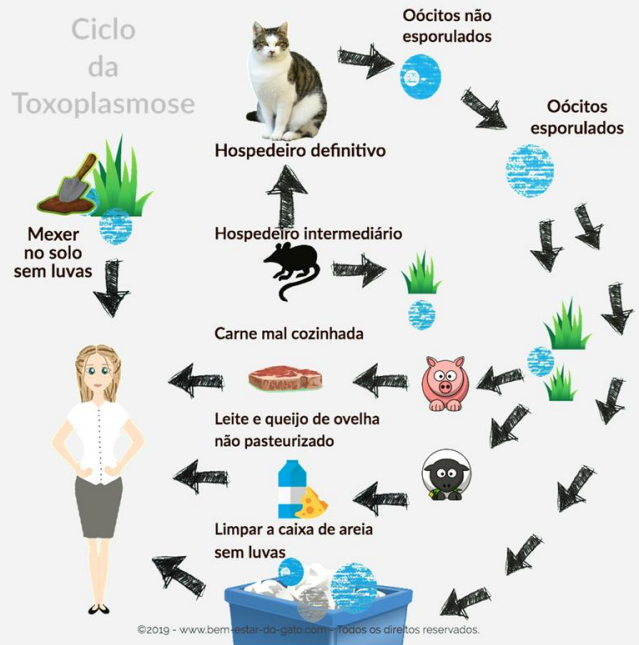 Ciclo
da
Toxoplasmose
Oócitos não
esporulados
Oócitos
esporulados
Hospedeiro definitivo
Hospedeiro intermediário
Mexer
no solo
sem luvas
Carne mal cozinhada
Leite e queijo de ovelha
não pasteurizado
Limpar a caixa de areia
sem luvas
©2019 - www.bem-estar-do-gato.com - Todos os direitos reservados.